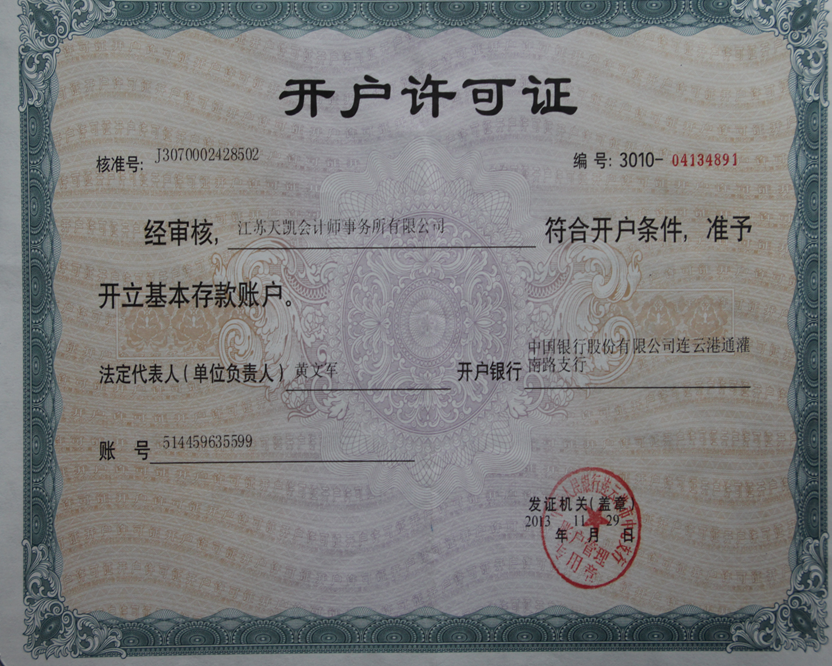 开户许可证
核准号: J3070002428502
编号: 3010-04134891
经审核, 江苏天凯会计师事务所有限公司 符合开户条件, 准予
开立基本存款账户。
法定代表人(单位负责人) 黄文军 开户银行 中国银行股份有限公司连云港通灌
南路支行
账 号 514459635599
发证机关(盖章)
2013 11 29
年 月 日
账户管理
专用章